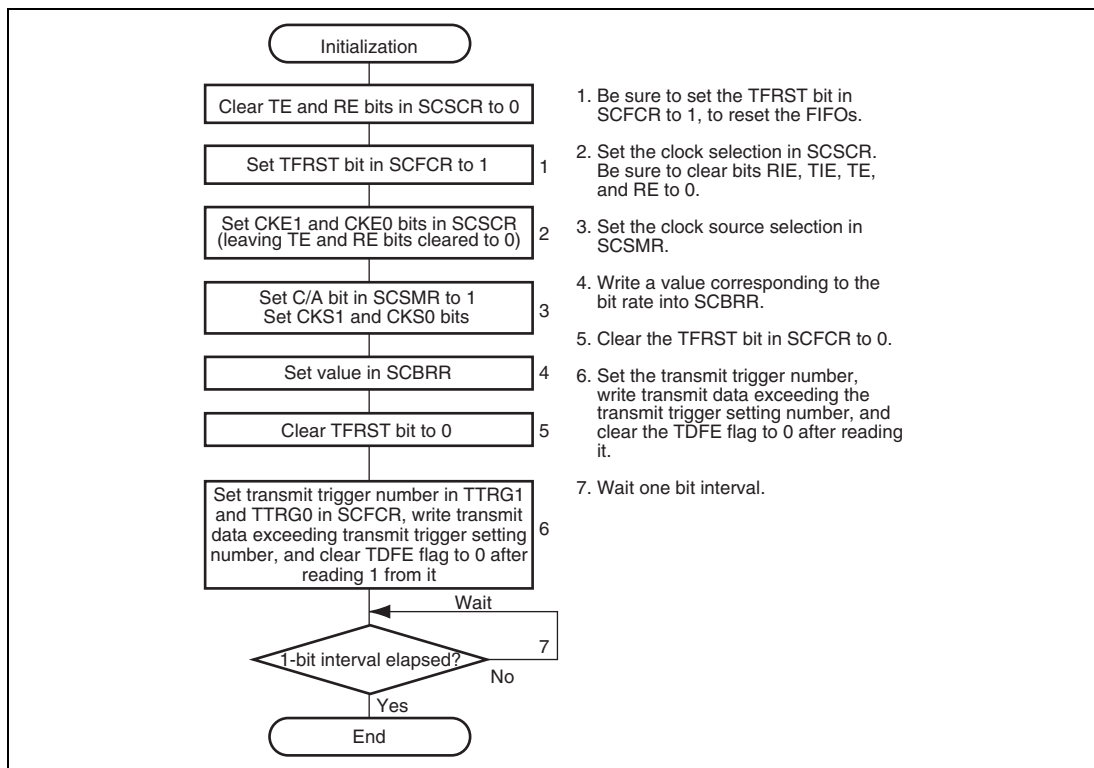 Initialization
Clear TE and RE bits in SCSCR to 0
Set TFRST bit in SCFCR to 1
1
Set CKE1 and CKE0 bits in SCSCR
(leaving TE and RE bits cleared to 0)
2
Set C/A bit in SCSMR to 1
Set CKS1 and CKS0 bits
3
Set value in SCBRR
4
Clear TFRST bit to 0
5
Set transmit trigger number in TTRG1
and TTRG0 in SCFCR, write transmit
data exceeding transmit trigger setting
number, and clear TDFE flag to 0 after
reading 1 from it
6
Wait
1-bit interval elapsed?
7
No
Yes
End
1. Be sure to set the TFRST bit in
SCFCR to 1, to reset the FIFOs.
2. Set the clock selection in SCSCR.
Be sure to clear bits RIE, TIE, TE,
and RE to 0.
3. Set the clock source selection in
SCSMR.
4. Write a value corresponding to the
bit rate into SCBRR.
5. Clear the TFRST bit in SCFCR to 0.
6. Set the transmit trigger number,
write transmit data exceeding the
transmit trigger setting number, and
clear the TDFE flag to 0 after reading
it.
7. Wait one bit interval.